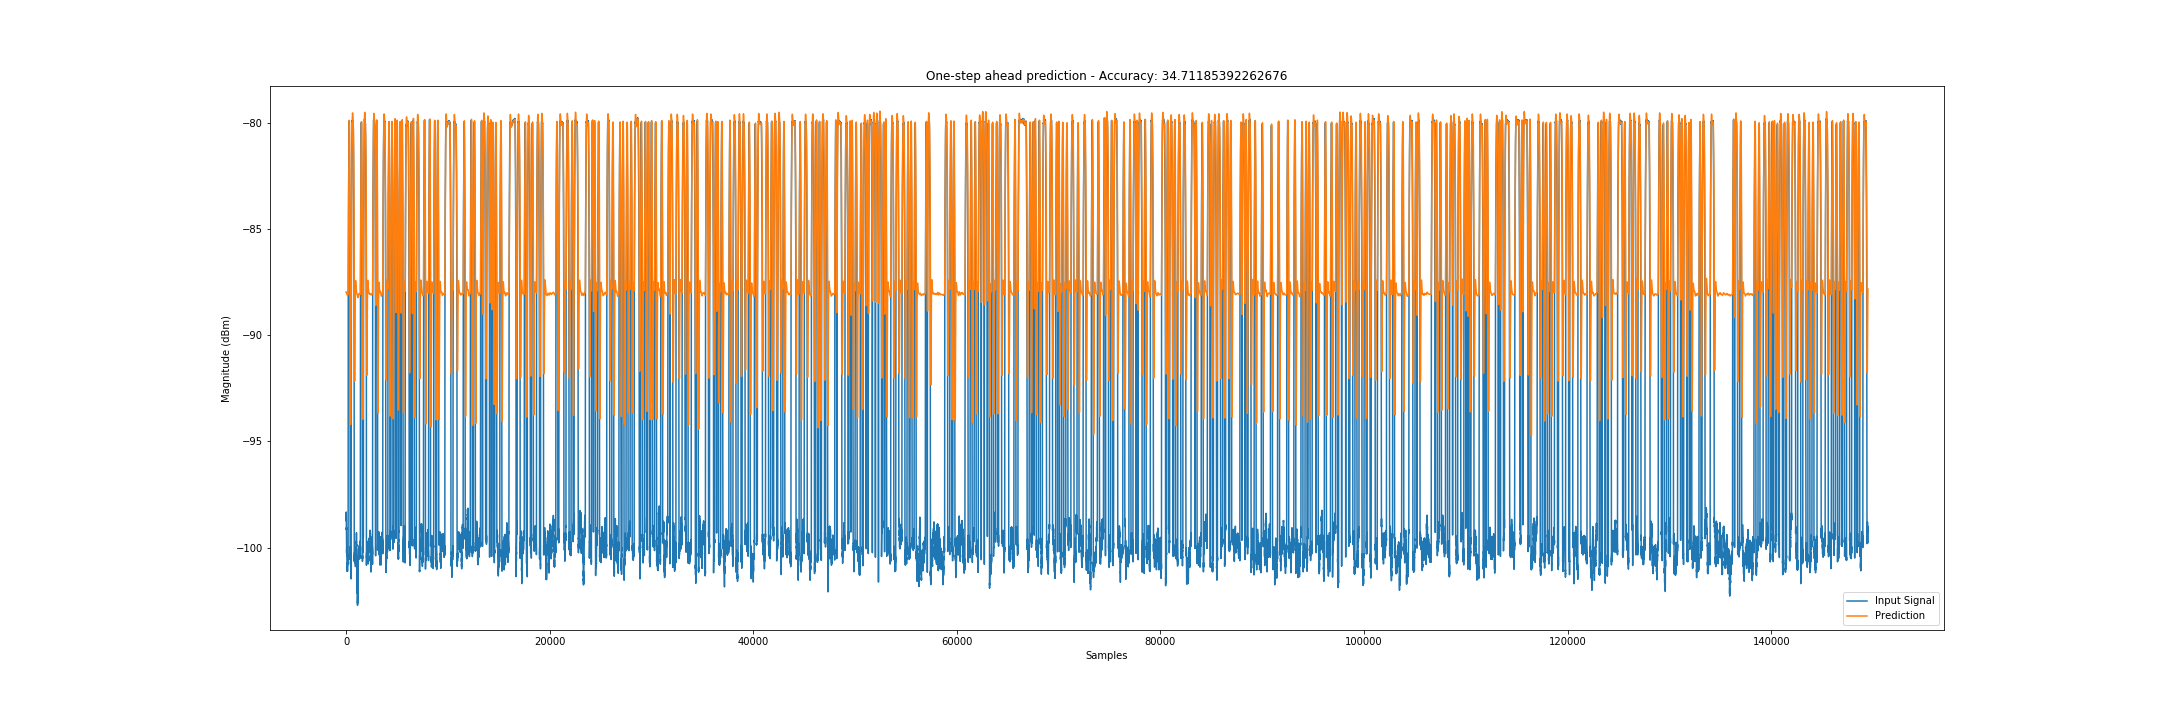 One-step ahead prediction - Accuracy: 34.71185392262676
−80
−85
−90
−95
−100
Magnitude (dBm)
0 20000 40000 60000 80000 100000 120000 140000
Samples
Input Signal
Prediction